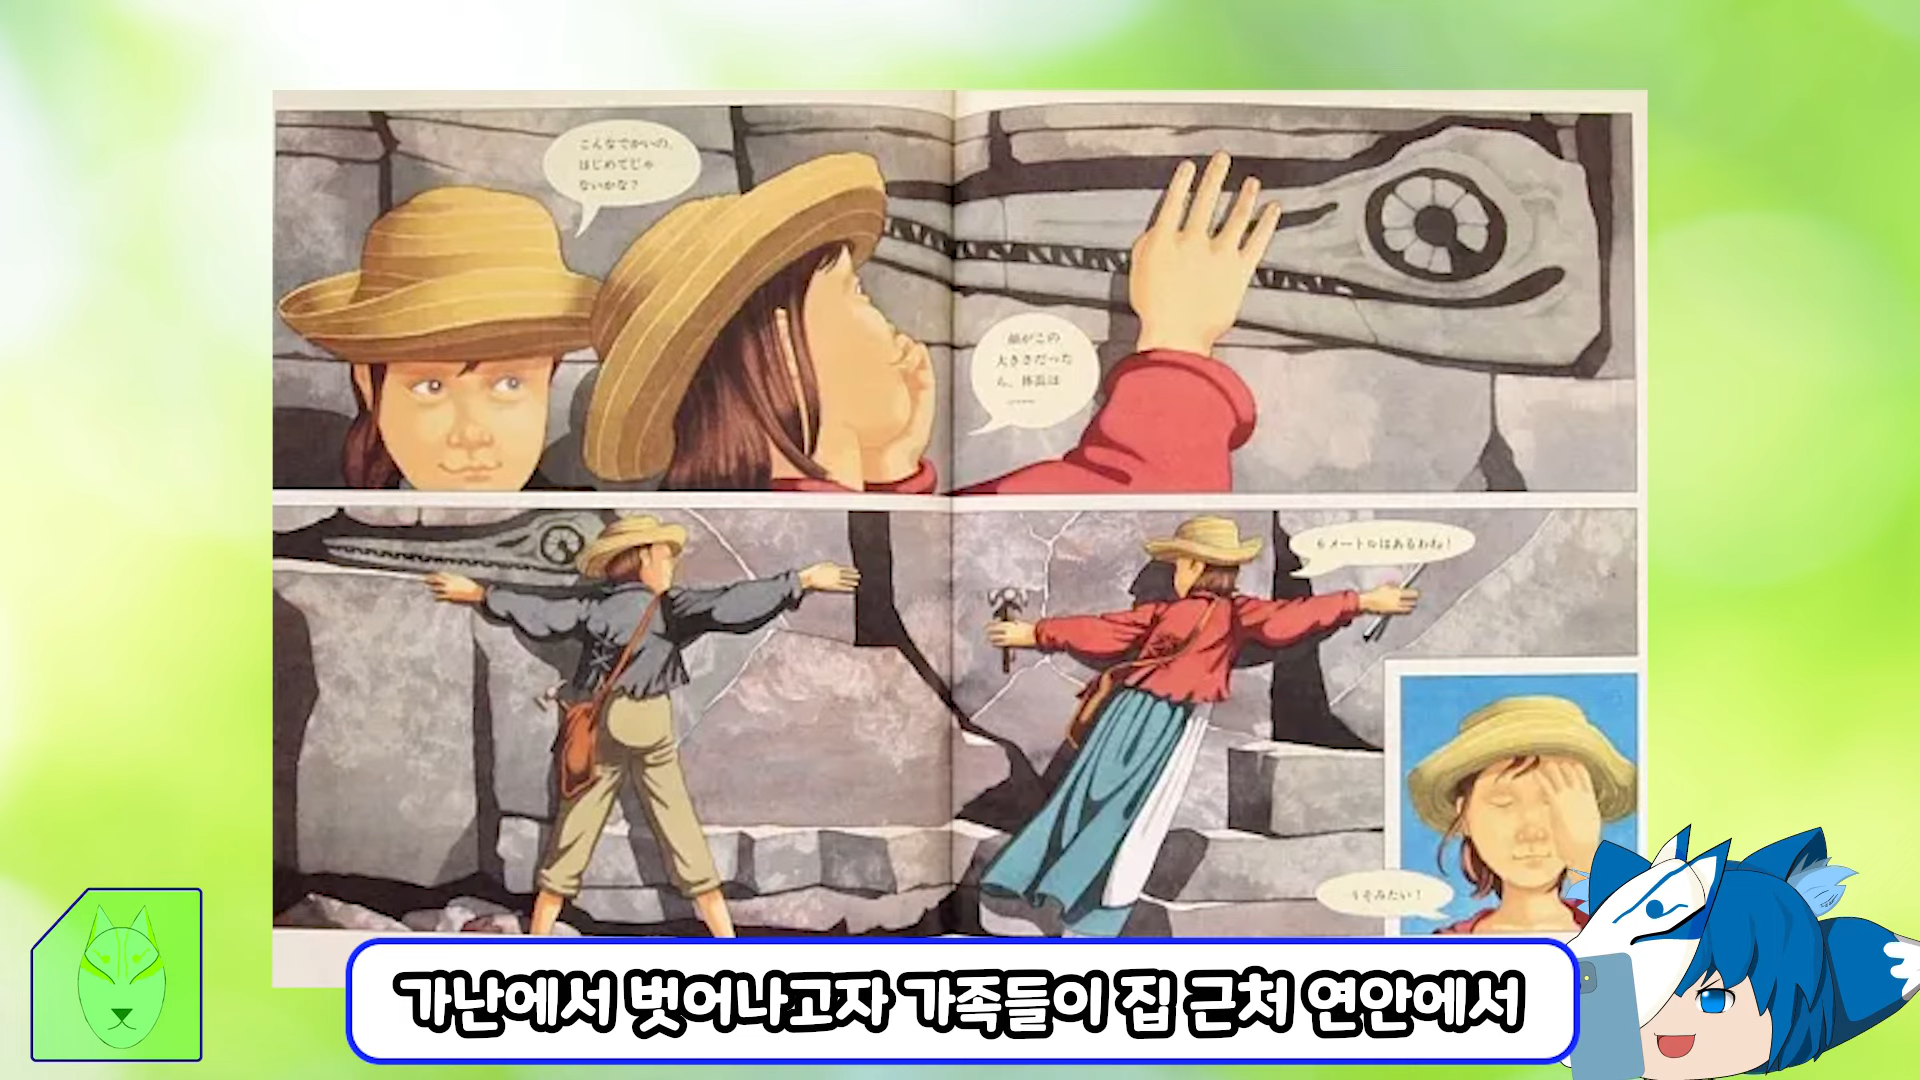 こんなでかいの、
はじめてじゃ
ないかな？
顔がこの
大きさだった
ら、体長は
………
6メートルはあるわね！
うそみたい！
가난에서 벗어나고자 가족들이 집 근처 연안에서